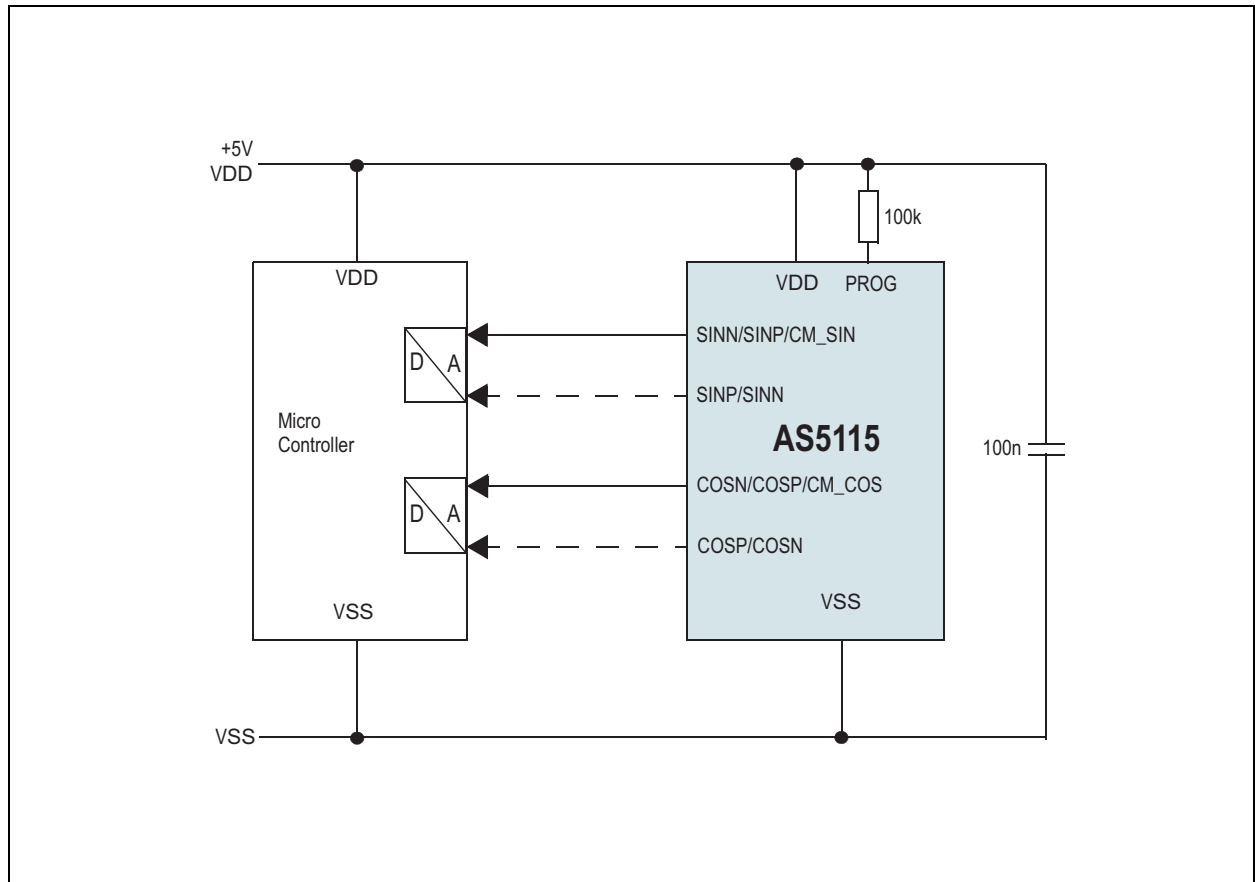 +5V
VDD
100k
VDD
VDD
PROG
SINN/SINP/CM_SIN
D
A
SINP/SINN
Micro
Controller
AS5115
100n
COSN/COSP/CM_COS
D
A
COSP/COSN
VSS
VSS
VSS